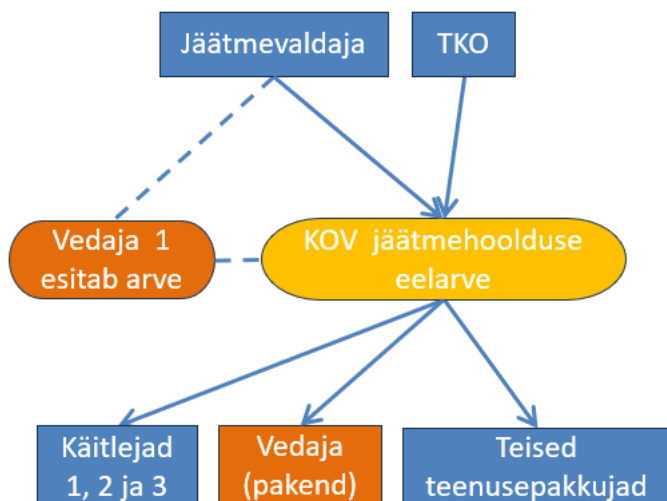 Jäätmevaldaja
TKO
Vedaja 1
esitab arve
KOV jäätmehoolduse
eelarve
Käitlejad
1, 2 ja 3
Vedaja
(pakend)
Teised
teenusepakkujad